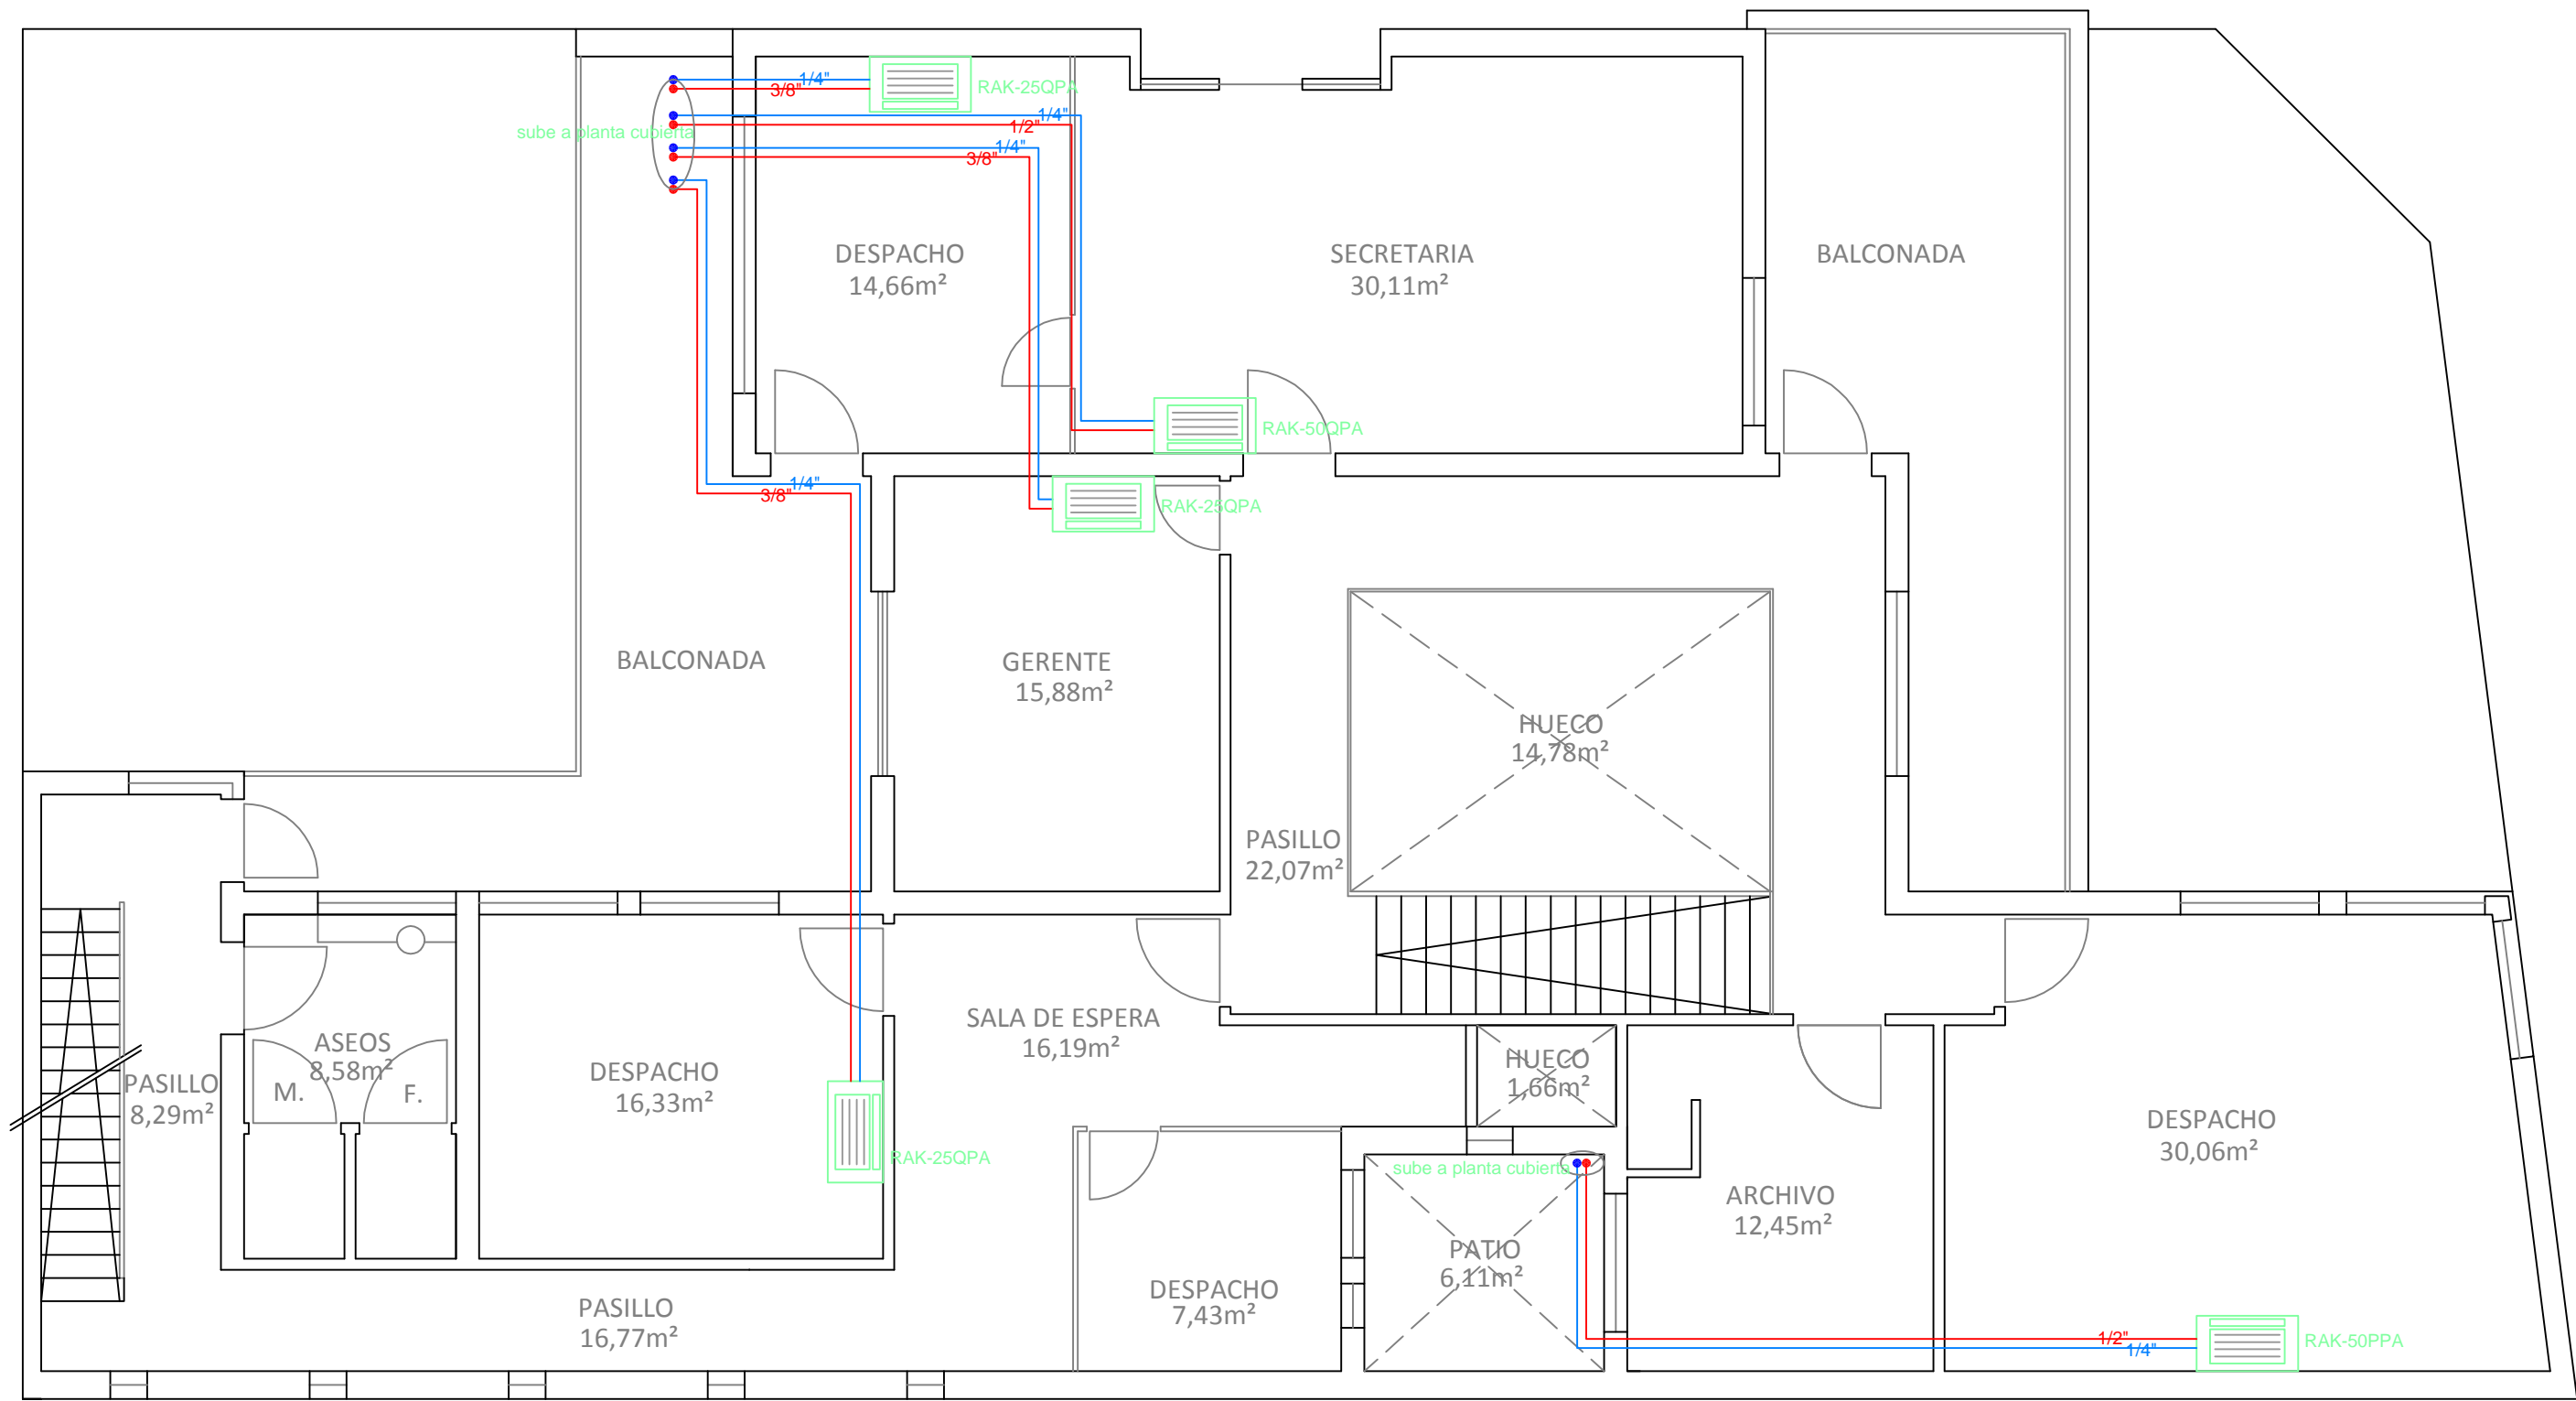 1/4"
3/8"
RAK-25QPA
1/4"
1/2"
sube a planta cubierta
1/4"
3/8"
DESPACHO
14,66m²
SECRETARIA
30,11m²
BALCONADA
RAK-50QPA
1/4"
3/8"
RAK-25QPA
BALCONADA
GERENTE
15,88m²
HUECO
14,78m²
PASILLO
22,07m²
SALA DE ESPERA
16,19m²
ASEOS
8,58m²
M.
F.
PASILLO
8,29m²
DESPACHO
16,33m²
HUECO
1,66m²
DESPACHO
30,06m²
RAK-25QPA
sube a planta cubierta
ARCHIVO
12,45m²
PATIO
6,11m²
DESPACHO
7,43m²
PASILLO
16,77m²
1/2"
1/4"
RAK-50PPA